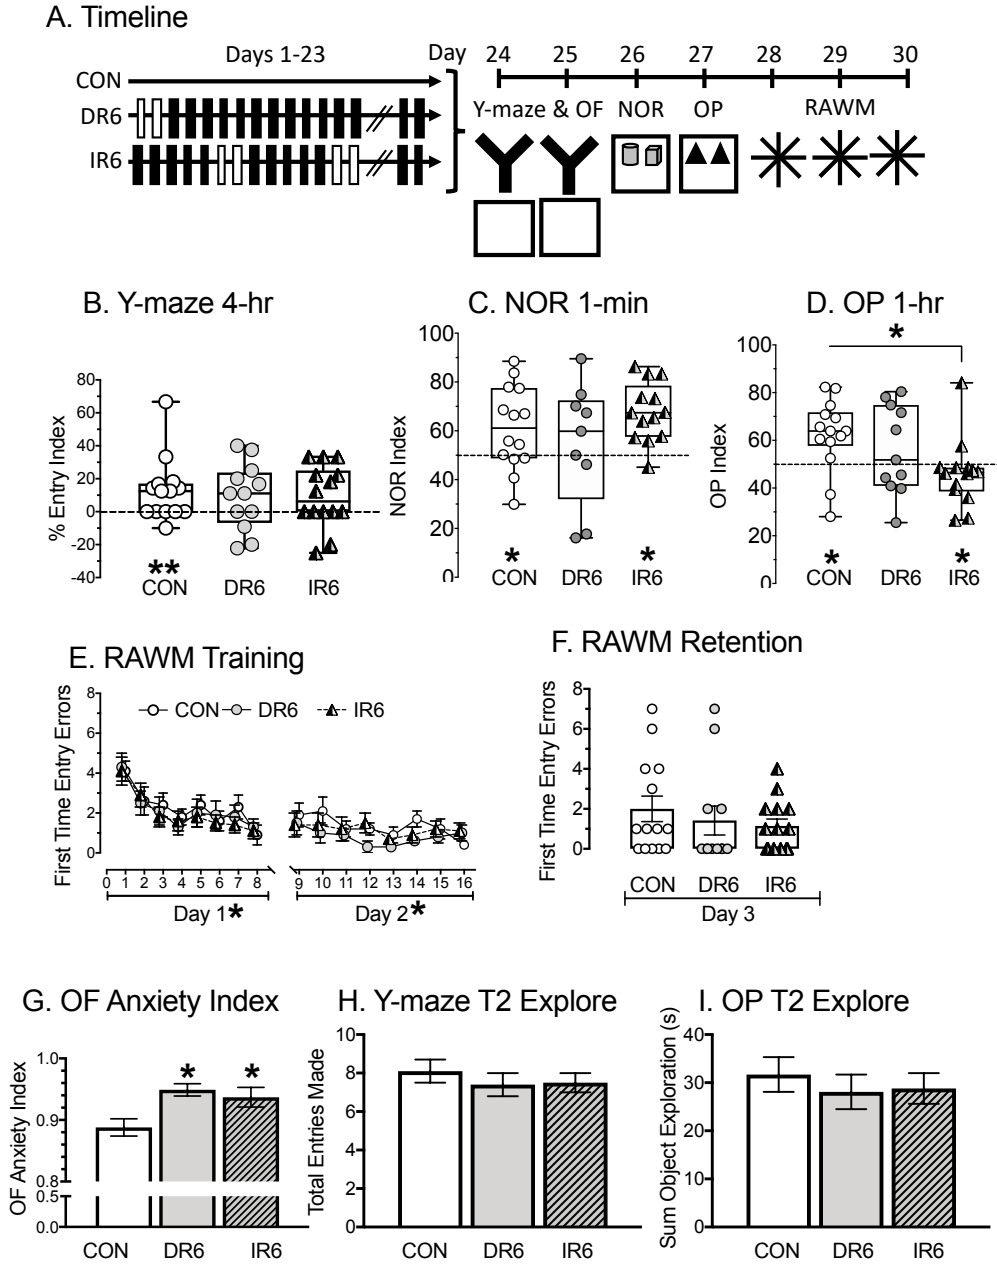 A. Timeline
Days 1-23
Day
24 25 26 27 28 29 30
CON
DR6
IR6
Y-maze & OF
NOR
OP
RAWM
B. Y-maze 4-hr
% Entry Index
80
60
40
20
0
-20
-40
**
CON
DR6
IR6
C. NOR 1-min
NOR Index
100
80
60
40
20
0
*
*
CON
DR6
IR6
D. OP 1-hr
*
OP Index
100
80
60
40
20
0
*
*
CON
DR6
IR6
E. RAWM Training
First Time Entry Errors
8
6
4
2
0
CON
DR6
IR6
0 1 2 3 4 5 6 7 8
9 10 11 12 13 14 15 16
Day 1*
Day 2*
F. RAWM Retention
First Time Entry Errors
8
6
4
2
0
CON
DR6
IR6
Day 3
G. OF Anxiety Index
OF Anxiety Index
1.0
0.9
0.8
0.5
0.0
*
*
CON
DR6
IR6
H. Y-maze T2 Explore
Total Entries Made
10
8
6
4
2
0
CON
DR6
IR6
I. OP T2 Explore
Sum Object Exploration (s)
40
30
20
10
0
CON
DR6
IR6